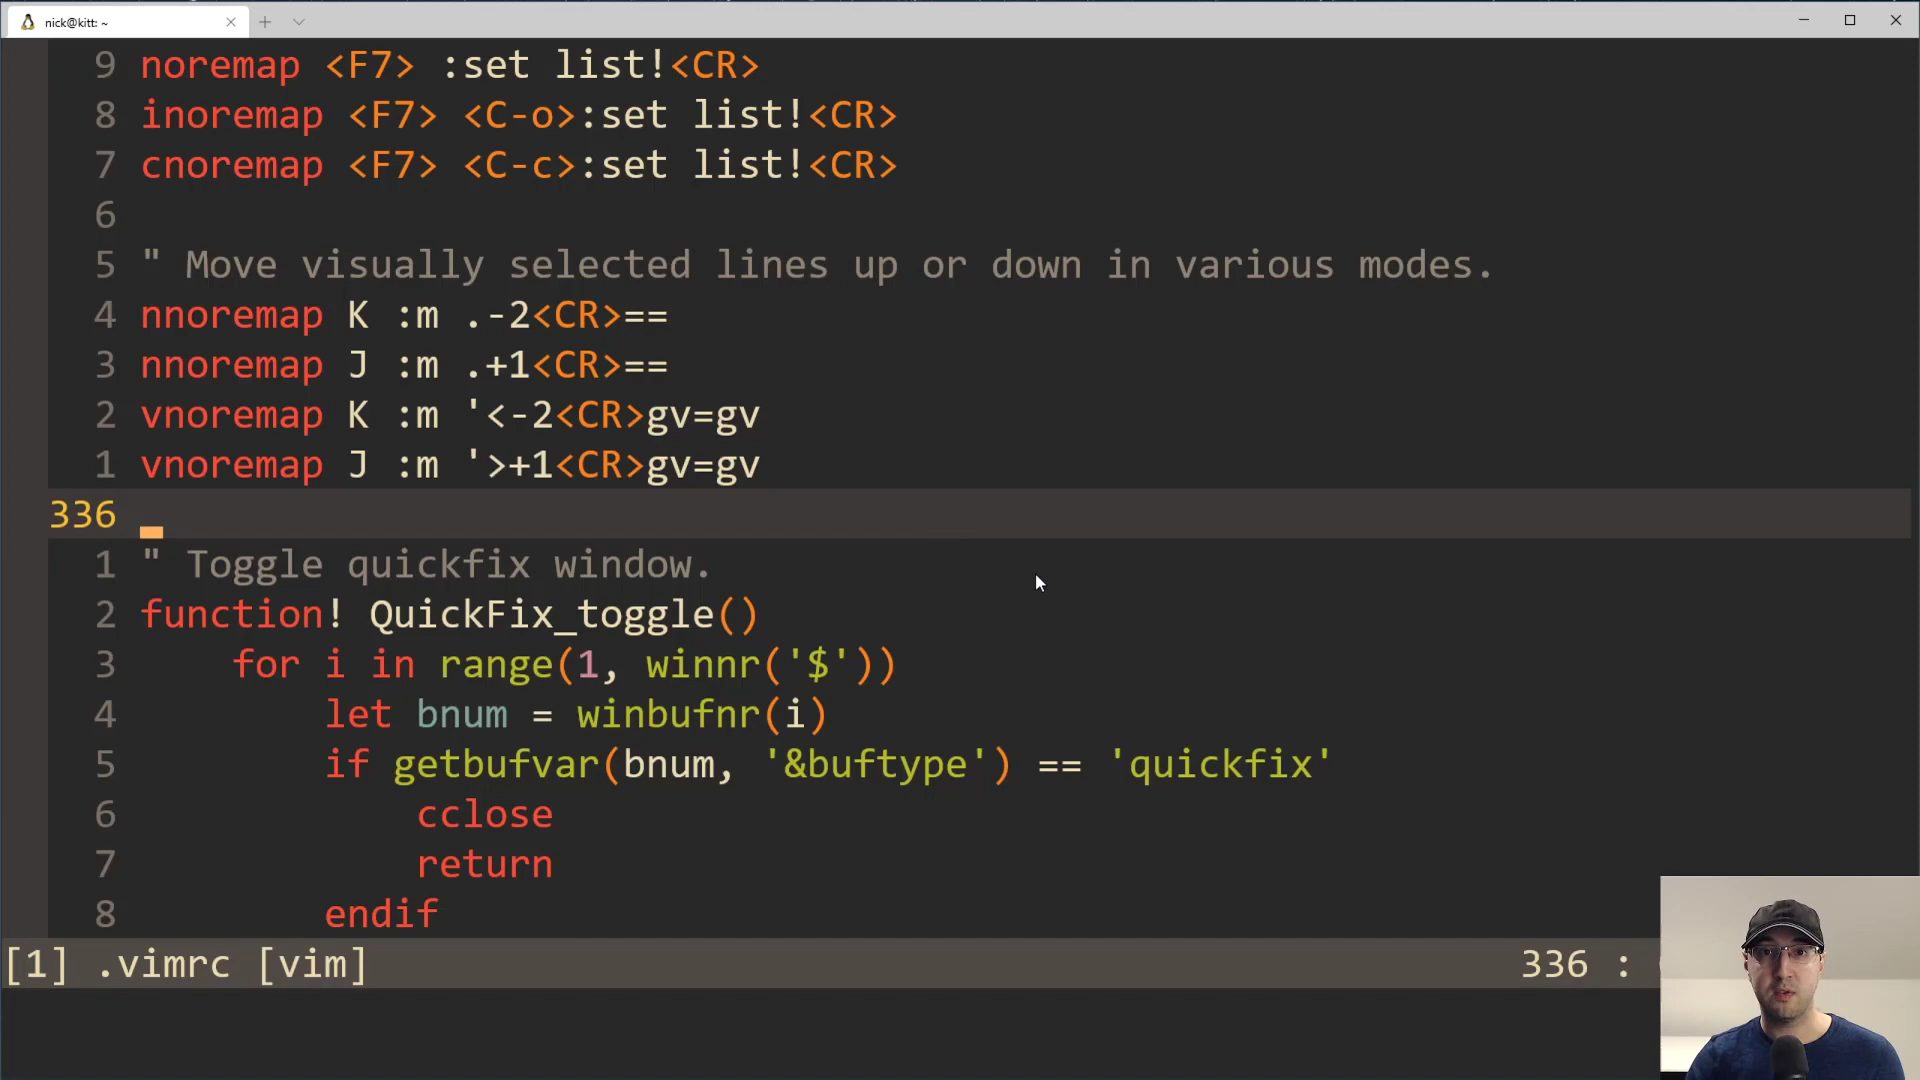 nick@kitt: ~
9 noremap <F7> :set list!<CR>
8 inoremap <F7> <C-o>:set list!<CR>
7 cnoremap <F7> <C-c>:set list!<CR>
6
5 " Move visually selected lines up or down in various modes.
4 nnoremap K :m .-2<CR>==
3 nnoremap J :m .+1<CR>==
2 vnoremap K :m '<-2<CR>gv=gv
1 vnoremap J :m '>+1<CR>gv=gv
336
1 " Toggle quickfix window.
2 function! QuickFix_toggle()
3     for i in range(1, winnr('$'))
4         let bnum = winbufnr(i)
5         if getbufvar(bnum, '&buftype') == 'quickfix'
6             cclose
7             return
8         endif
[1] .vimrc [vim] 336 :